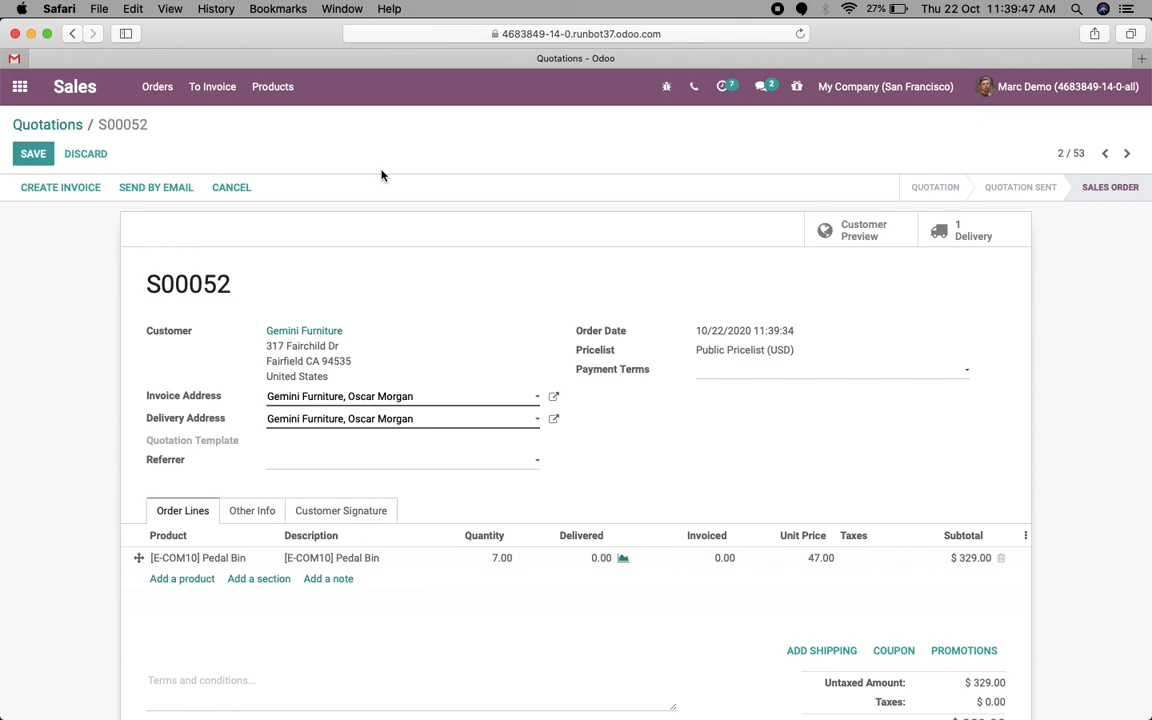 Safari File Edit View History Bookmarks Window Help 27% Thu 22 Oct 11:39:47 AM
4683849-14-0.runbot37.odoo.com
Quotations - Odoo
Sales Orders To Invoice Products 7 2 My Company (San Francisco) Marc Demo (4683849-14-0-all)
Quotations / S00052
SAVE DISCARD 2 / 53
CREATE INVOICE SEND BY EMAIL CANCEL QUOTATION QUOTATION SENT SALES ORDER
Customer Preview
1 Delivery
S00052
Customer Gemini Furniture
317 Fairchild Dr
Fairfield CA 94535
United States
Order Date 10/22/2020 11:39:34
Pricelist Public Pricelist (USD)
Payment Terms
Invoice Address Gemini Furniture, Oscar Morgan
Delivery Address Gemini Furniture, Oscar Morgan
Quotation Template
Referrer
Order Lines Other Info Customer Signature
Product Description Quantity Delivered Invoiced Unit Price Taxes Subtotal
[E-COM10] Pedal Bin [E-COM10] Pedal Bin 7.00 0.00 0.00 47.00 $ 329.00
Add a product Add a section Add a note
ADD SHIPPING COUPON PROMOTIONS
Terms and conditions...
Untaxed Amount: $ 329.00
Taxes: $ 0.00